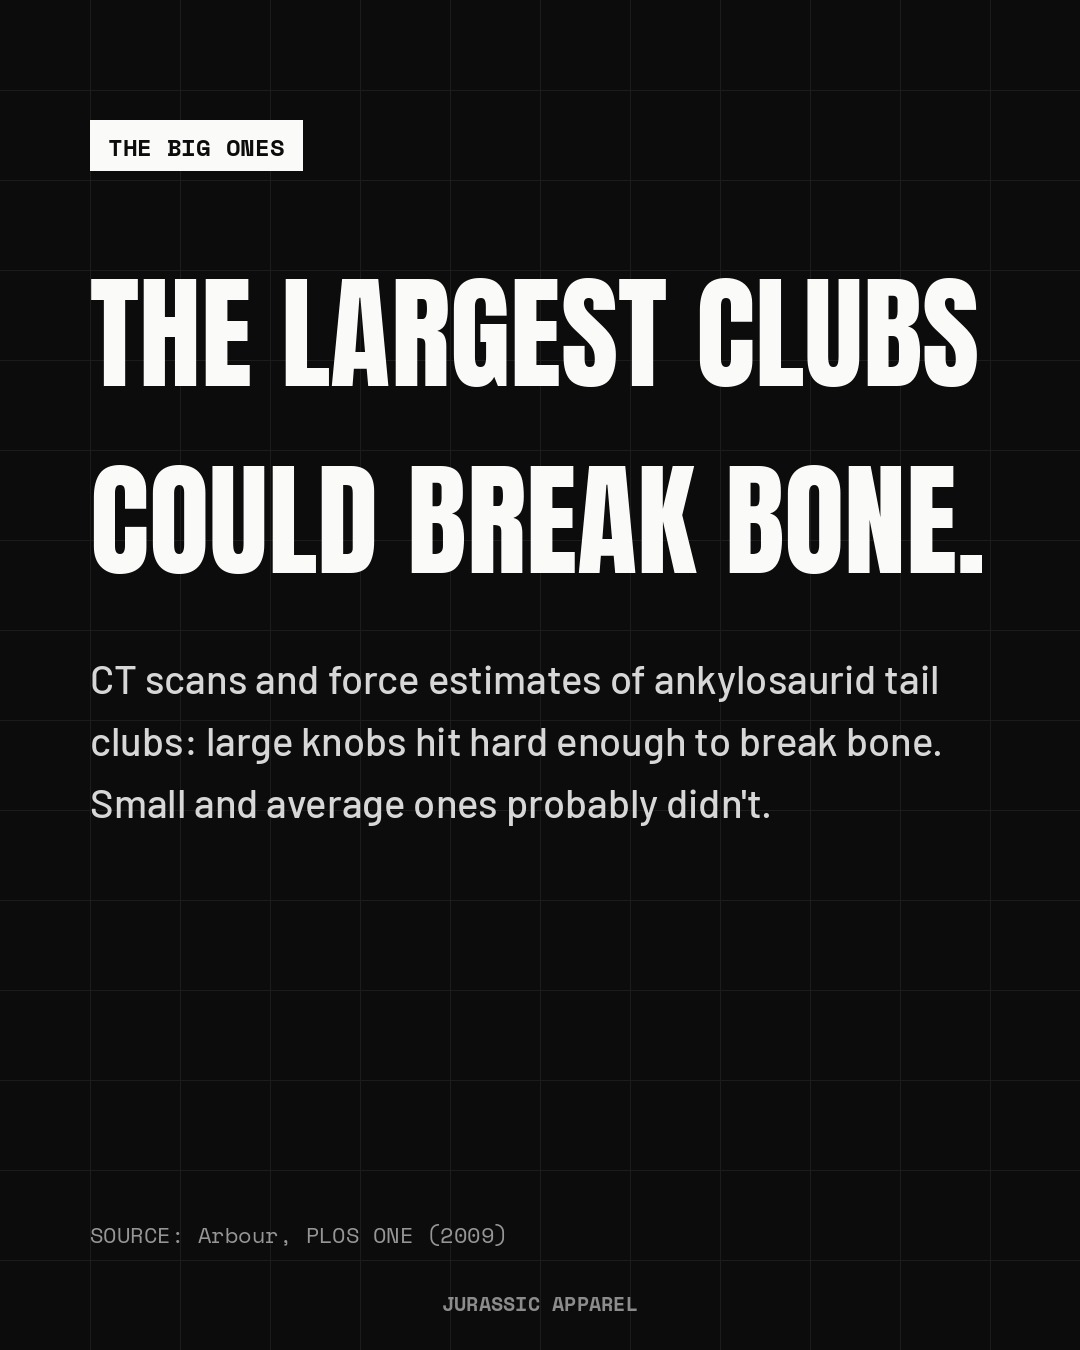 THE BIG ONES
THE LARGEST CLUBS
COULD BREAK BONE.
CT scans and force estimates of ankylosaurid tail
clubs: large knobs hit hard enough to break bone.
Small and average ones probably didn't.
SOURCE: Arbour, PLOS ONE (2009)
JURASSIC APPAREL